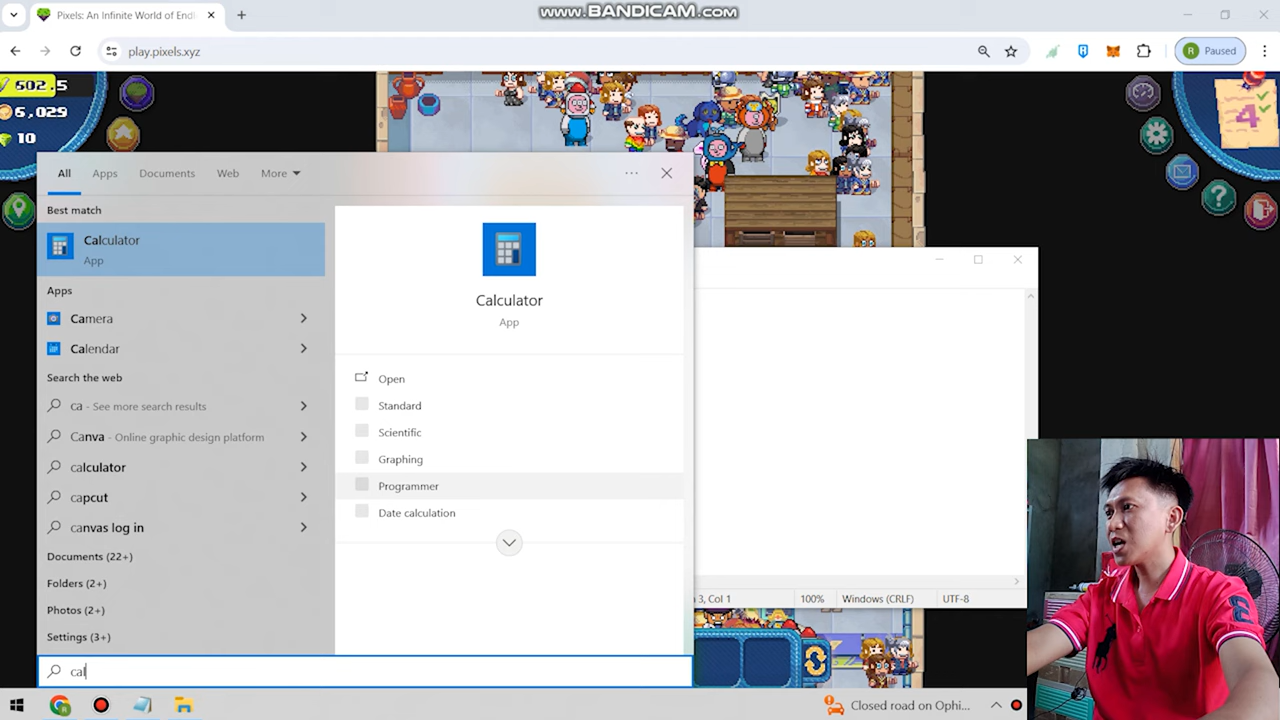 www.BANDICAM.com
Pixels: An Infinite World of Endl
play.pixels.xyz
R Paused
602.5
6,029
10
4
All
Apps
Documents
Web
More
Best match
Calculator
App
Apps
Camera
Calendar
Search the web
ca - See more search results
Canva - Online graphic design platform
calculator
capcut
canvas log in
Documents (22+)
Folders (2+)
Photos (2+)
Settings (3+)
cal
Calculator
App
Open
Standard
Scientific
Graphing
Programmer
Date calculation
3, Col 1
100%
Windows (CRLF)
UTF-8
Closed road on Ophi...